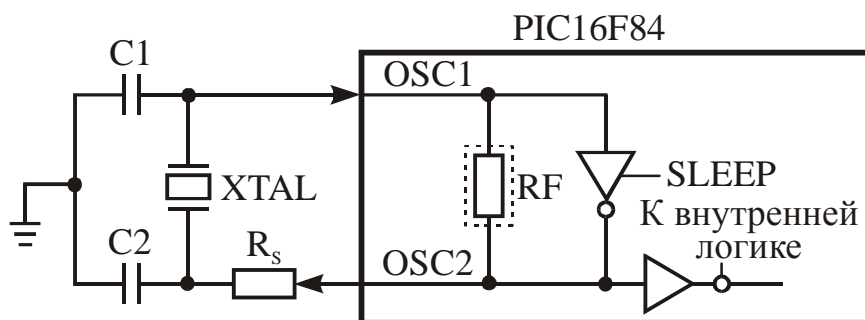 PIC16F84
C1
OSC1
XTAL
RF
SLEEP
К внутренней
логике
C2
Rs
OSC2